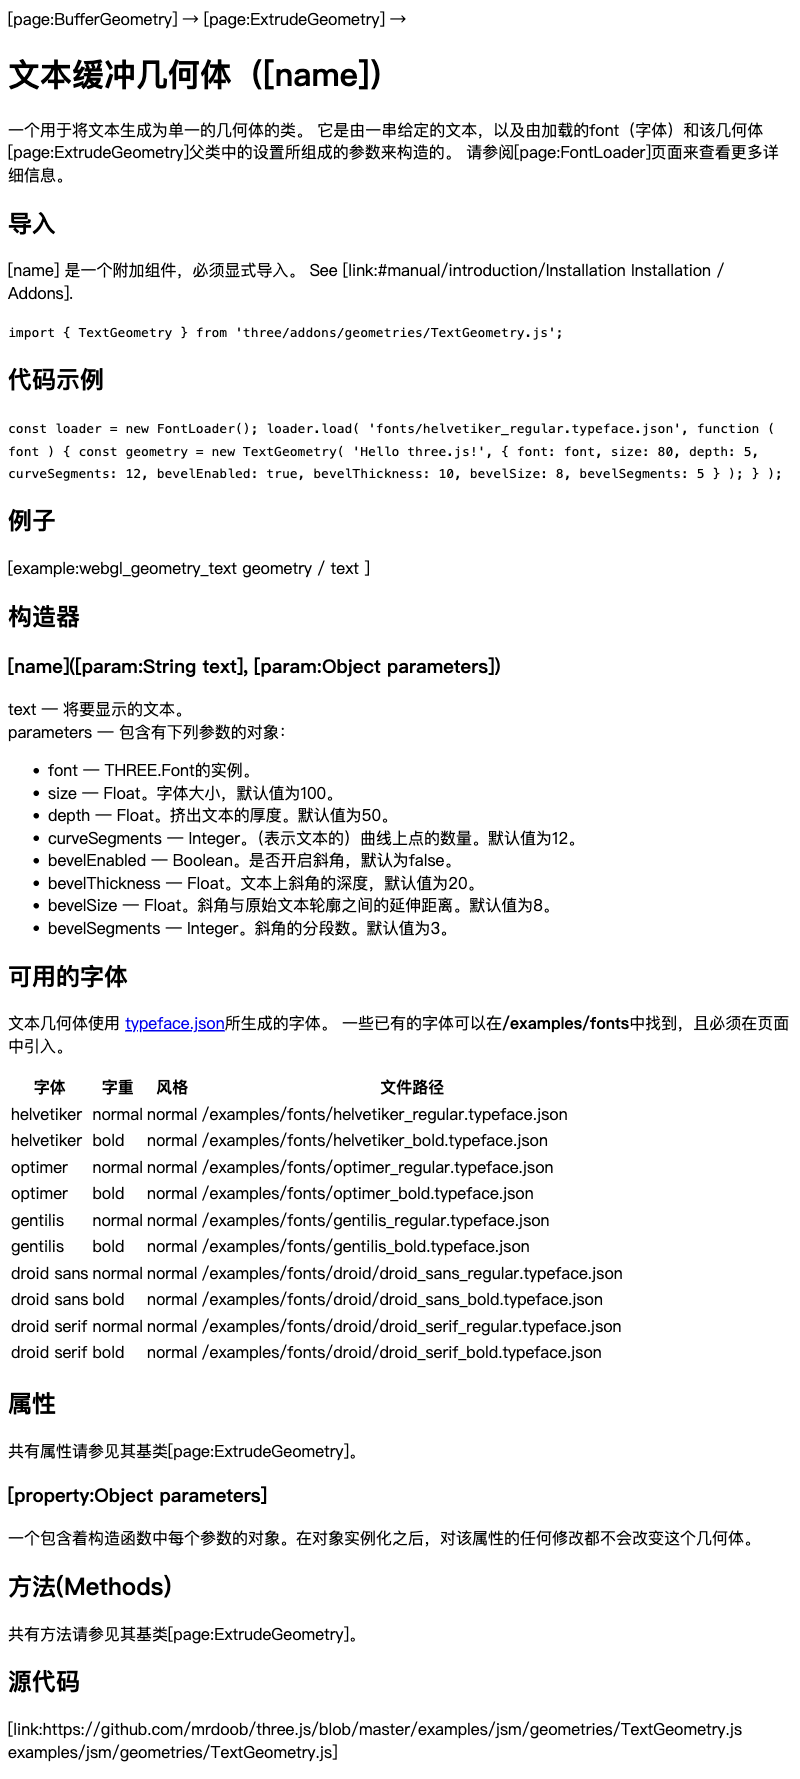 [page:BufferGeometry] → [page:ExtrudeGeometry] →
文本缓冲几何体（[name]）
一个用于将文本生成为单一的几何体的类。 它是由一串给定的文本，以及由加载的font（字体）和该几何体
[page:ExtrudeGeometry]父类中的设置所组成的参数来构造的。 请参阅[page:FontLoader]页面来查看更多详
细信息。
导入
[name] 是一个附加组件，必须显式导入。 See [link:#manual/introduction/Installation Installation /
Addons].
import { TextGeometry } from 'three/addons/geometries/TextGeometry.js';
代码示例
const loader = new FontLoader(); loader.load( 'fonts/helvetiker_regular.typeface.json', function (
font ) { const geometry = new TextGeometry( 'Hello three.js!', { font: font, size: 80, depth: 5,
curveSegments: 12, bevelEnabled: true, bevelThickness: 10, bevelSize: 8, bevelSegments: 5 } ); } );
例子
[example:webgl_geometry_text geometry / text ]
构造器
[name]([param:String text], [param:Object parameters])
text — 将要显示的文本。
parameters — 包含有下列参数的对象：
• font — THREE.Font的实例。
• size — Float。字体大小，默认值为100。
• depth — Float。挤出文本的厚度。默认值为50。
• curveSegments — Integer。（表示文本的）曲线上点的数量。默认值为12。
• bevelEnabled — Boolean。是否开启斜角，默认为false。
• bevelThickness — Float。文本上斜角的深度，默认值为20。
• bevelSize — Float。斜角与原始文本轮廓之间的延伸距离。默认值为8。
• bevelSegments — Integer。斜角的分段数。默认值为3。
可用的字体
文本几何体使用 typeface.json所生成的字体。 一些已有的字体可以在/examples/fonts中找到，且必须在页面
中引入。
字体 字重 风格 文件路径
helvetiker normal normal /examples/fonts/helvetiker_regular.typeface.json
helvetiker bold normal /examples/fonts/helvetiker_bold.typeface.json
optimer normal normal /examples/fonts/optimer_regular.typeface.json
optimer bold normal /examples/fonts/optimer_bold.typeface.json
gentilis normal normal /examples/fonts/gentilis_regular.typeface.json
gentilis bold normal /examples/fonts/gentilis_bold.typeface.json
droid sans normal normal /examples/fonts/droid/droid_sans_regular.typeface.json
droid sans bold normal /examples/fonts/droid/droid_sans_bold.typeface.json
droid serif normal normal /examples/fonts/droid/droid_serif_regular.typeface.json
droid serif bold normal /examples/fonts/droid/droid_serif_bold.typeface.json
属性
共有属性请参见其基类[page:ExtrudeGeometry]。
[property:Object parameters]
一个包含着构造函数中每个参数的对象。在对象实例化之后，对该属性的任何修改都不会改变这个几何体。
方法(Methods)
共有方法请参见其基类[page:ExtrudeGeometry]。
源代码
[link:https://github.com/mrdoob/three.js/blob/master/examples/jsm/geometries/TextGeometry.js
examples/jsm/geometries/TextGeometry.js]